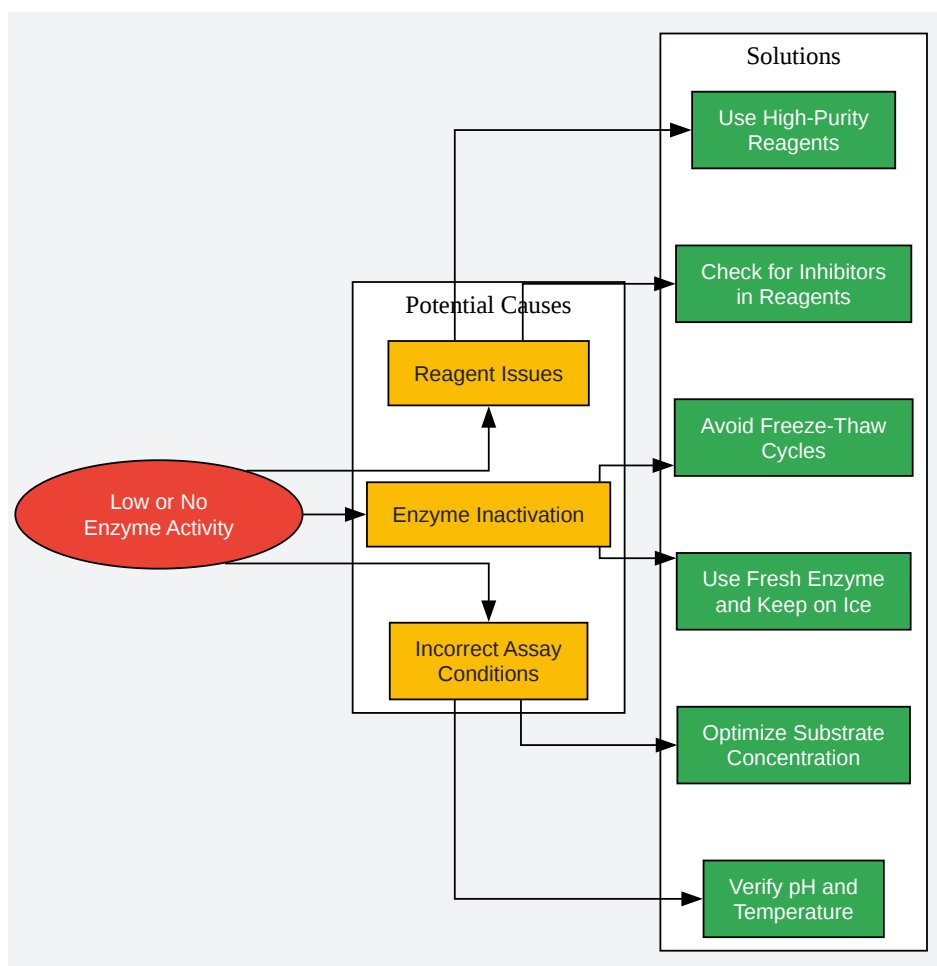 Low or No
Enzyme Activity
Potential Causes
Reagent Issues
Enzyme Inactivation
Incorrect Assay
Conditions
Solutions
Use High-Purity
Reagents
Check for Inhibitors
in Reagents
Avoid Freeze-Thaw
Cycles
Use Fresh Enzyme
and Keep on Ice
Optimize Substrate
Concentration
Verify pH and
Temperature